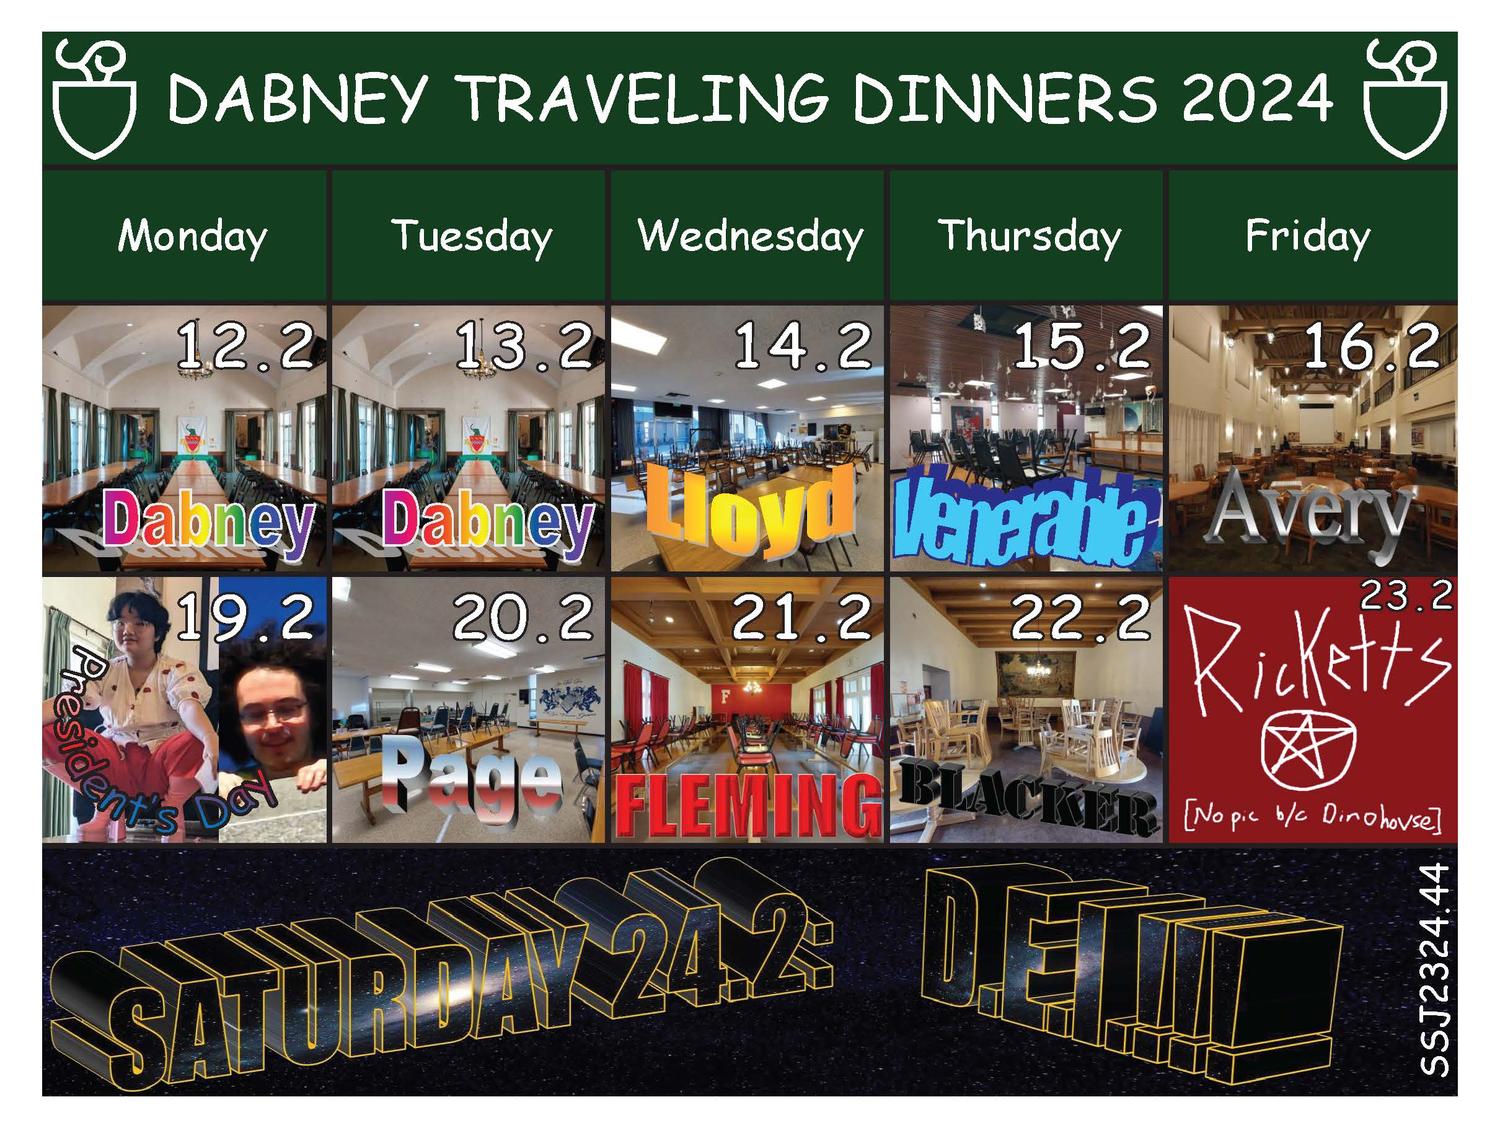 DABNEY TRAVELING DINNERS 2024
Monday
Tuesday
Wednesday
Thursday
Friday
12.2
Dabney
13.2
Dabney
14.2
Lloyd
15.2
Venerable
16.2
Avery
19.2
President's Day
20.2
Page
21.2
F
FLEMING
22.2
BLACKER
23.2
Ricketts
[No pic b/c Dinohovse]
SATURDAY 24.2:
D.E.I!!!!
SSJ2324.44